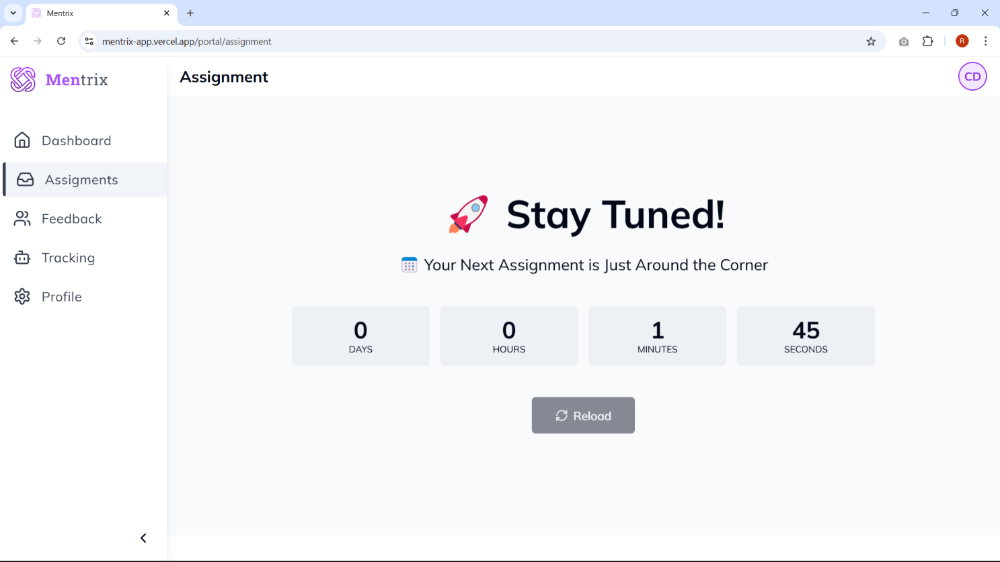 Mentrix
mentrix-app.vercel.app/portal/assignment
R
Mentrix
Assignment
CD
Dashboard
Assigments
Feedback
Tracking
Profile
🚀 Stay Tuned!
Your Next Assignment is Just Around the Corner
0 0 1 45
DAYS HOURS MINUTES SECONDS
Reload